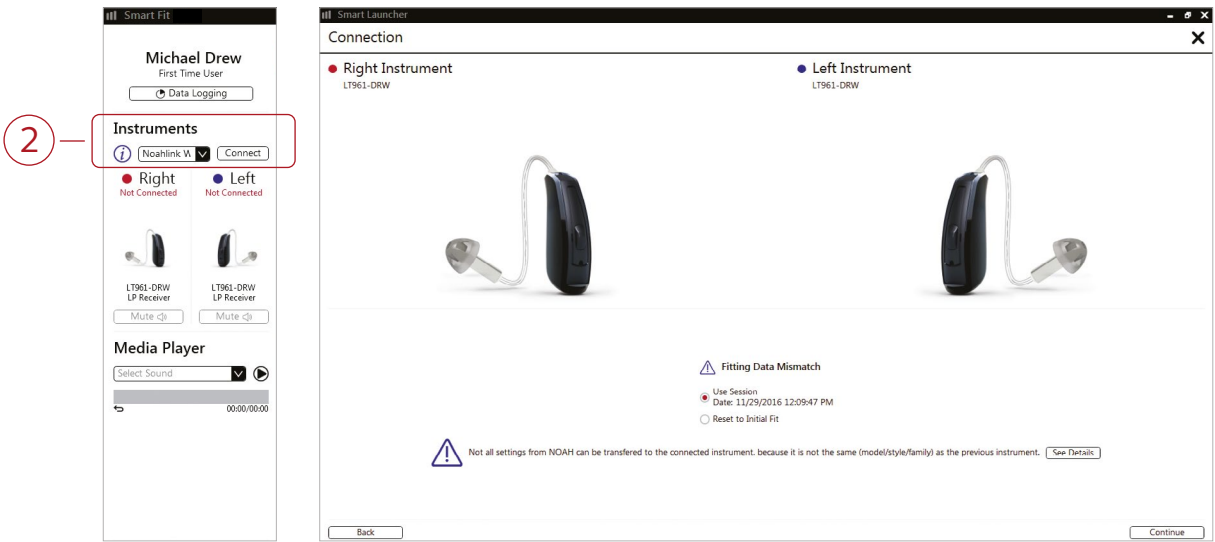 Smart Fit
Michael Drew
First Time User
Data Logging
2
Instruments
i
Noahlink W
Connect
Right
Left
Not Connected
Not Connected
LT961-DRW
LP Receiver
LT961-DRW
LP Receiver
Mute
Mute
Media Player
Select Sound
00:00/00:00
Smart Launcher
Connection
Right Instrument
LT961-DRW
Left Instrument
LT961-DRW
Fitting Data Mismatch
Use Session
Date: 11/29/2016 12:09:47 PM
Reset to Initial Fit
Not all settings from NOAH can be transfered to the connected instrument. because it is not the same (model/style/family) as the previous instrument.
See Details
Back
Continue